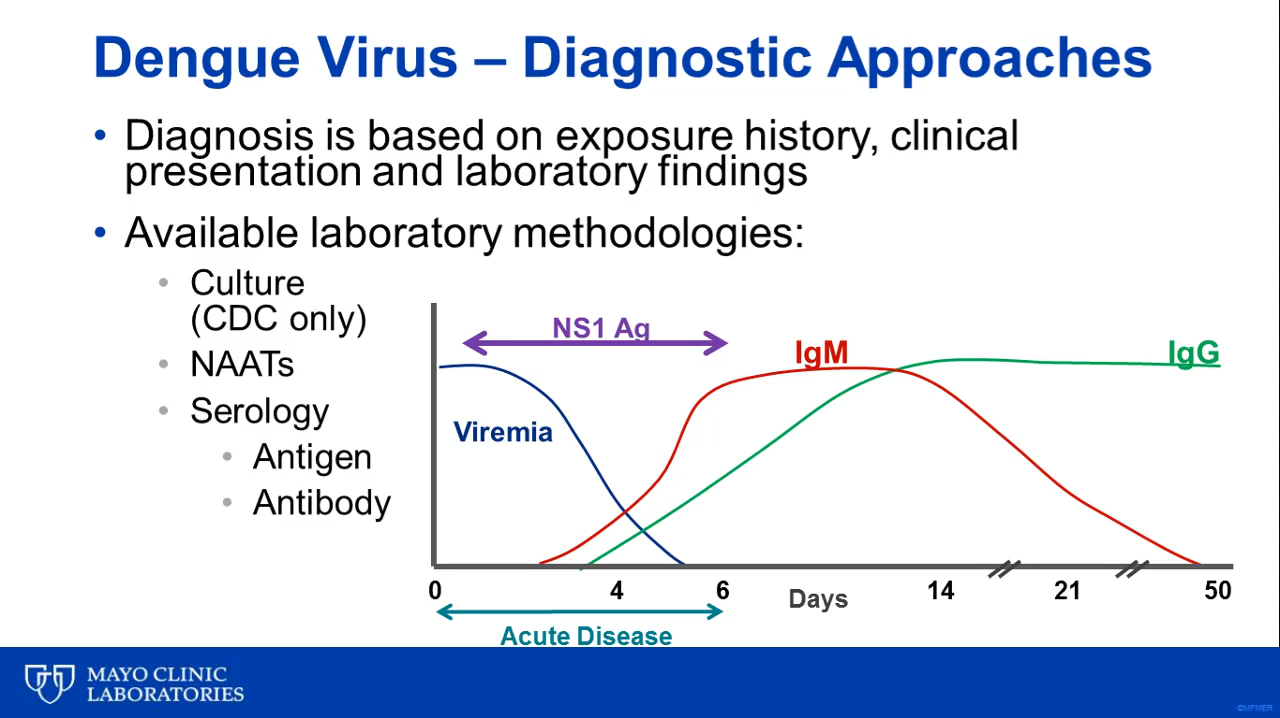 Dengue Virus – Diagnostic Approaches
• Diagnosis is based on exposure history, clinical
presentation and laboratory findings
• Available laboratory methodologies:
• Culture
(CDC only)
• NAATs
• Serology
• Antigen
• Antibody
NS1 Ag
IgM
IgG
Viremia
0 4 6 14 21 50
Days
Acute Disease
MAYO CLINIC
LABORATORIES
©MFMER